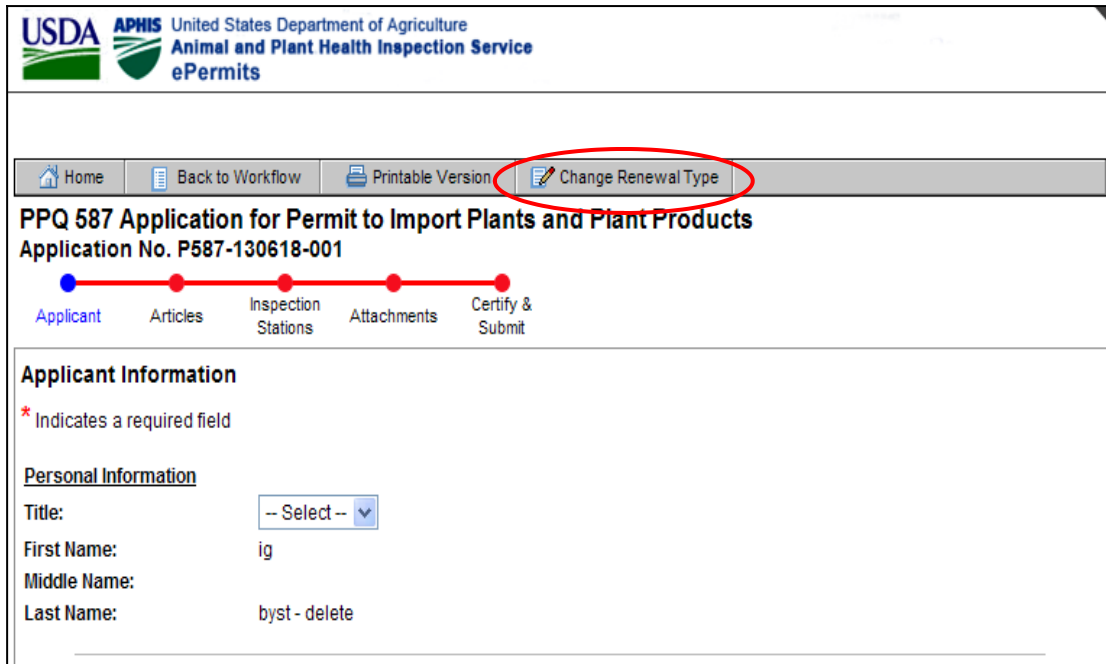 USDA APHIS United States Department of Agriculture
Animal and Plant Health Inspection Service
ePermits
Home Back to Workflow Printable Version Change Renewal Type
PPQ 587 Application for Permit to Import Plants and Plant Products
Application No. P587-130618-001
Applicant Articles Inspection Stations Attachments Certify & Submit
Applicant Information
* Indicates a required field
Personal Information
Title: -- Select --
First Name: ig
Middle Name:
Last Name: byst - delete